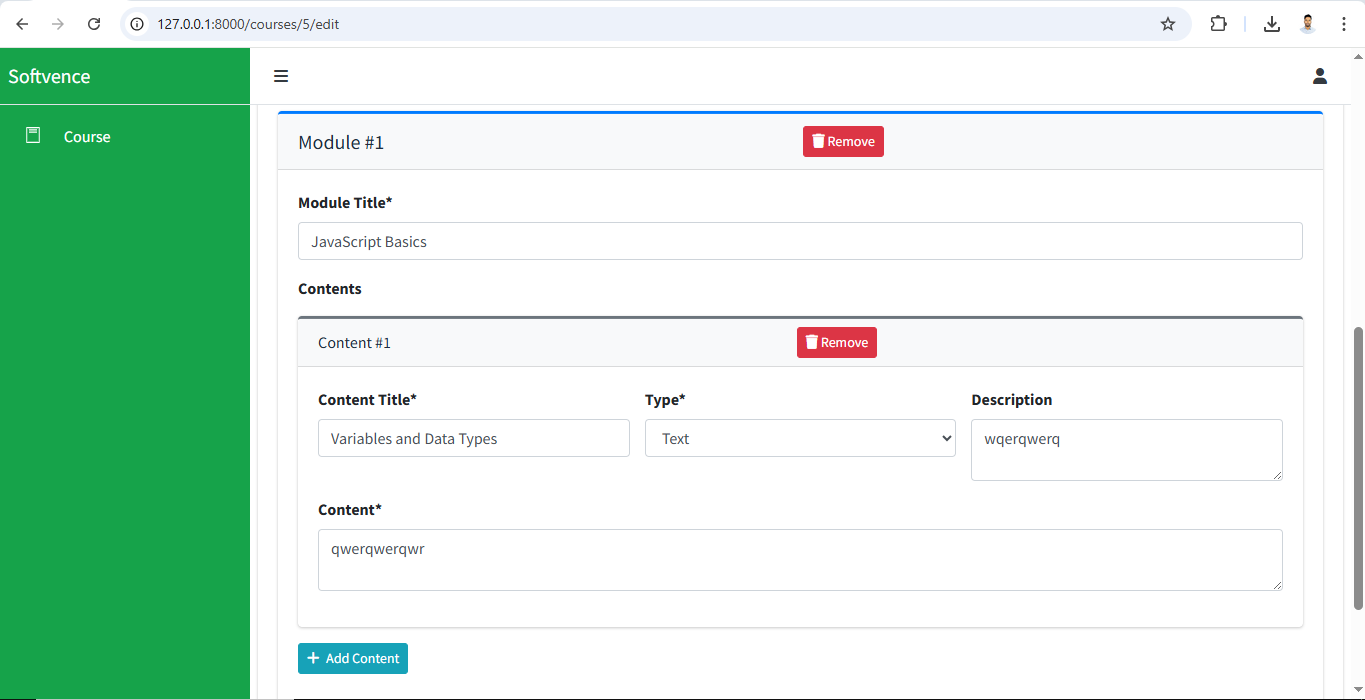 127.0.0.1:8000/courses/5/edit
Softvence
Course
Module #1
Remove
Module Title*
JavaScript Basics
Contents
Content #1
Remove
Content Title* Type* Description
Variables and Data Types Text wqerqwerq
Content*
qwerqwerqwr
+ Add Content